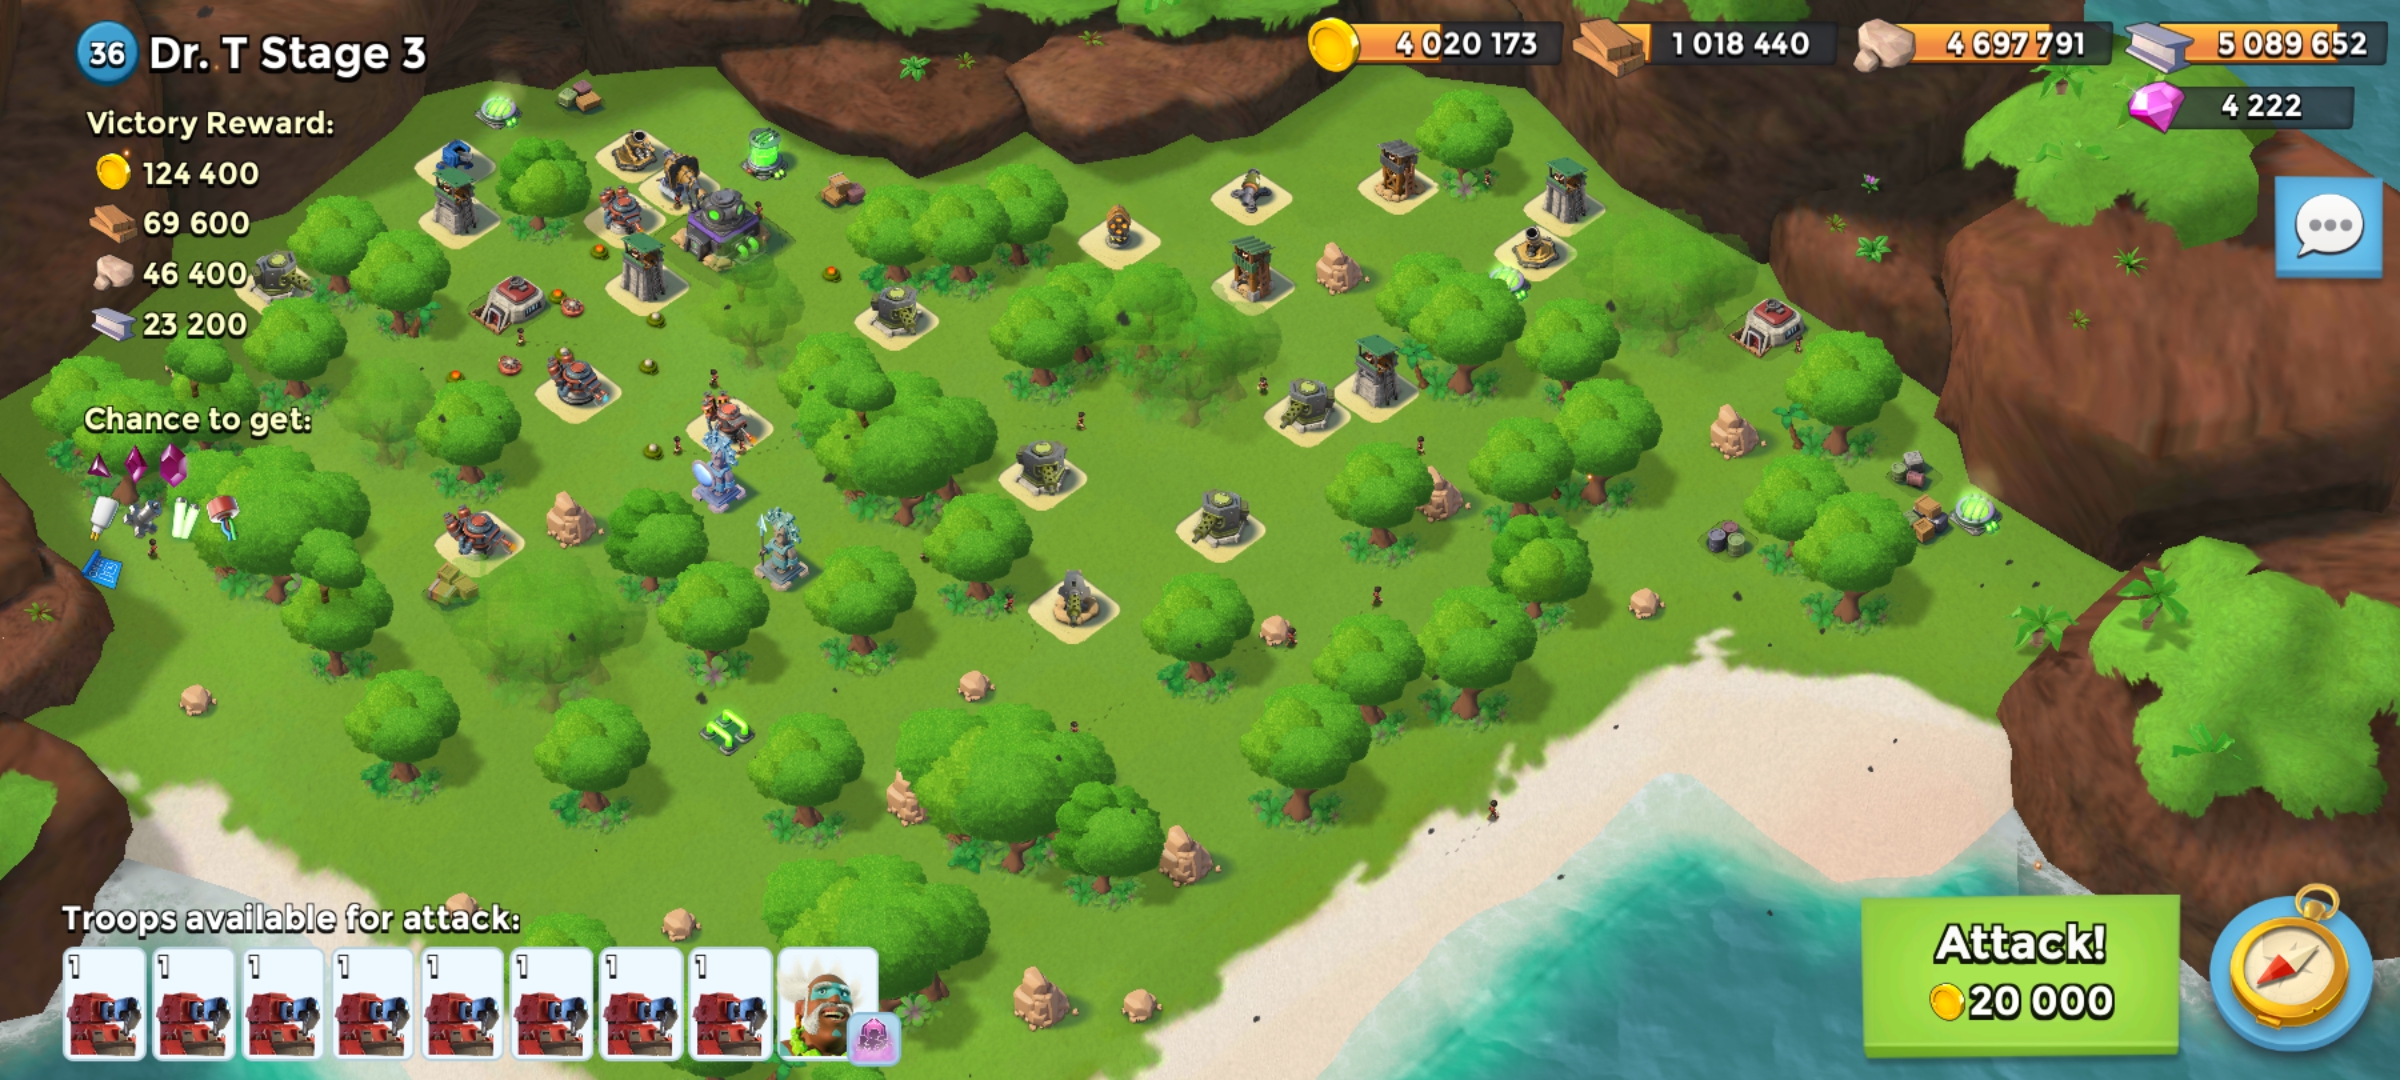 36 Dr. T Stage 3
4 020 173
1 018 440
4 697 791
5 089 652
4 222
Victory Reward:
124 400
69 600
46 400
23 200
Chance to get:
Troops available for attack:
1 1 1 1 1 1 1 1
Attack!
20 000